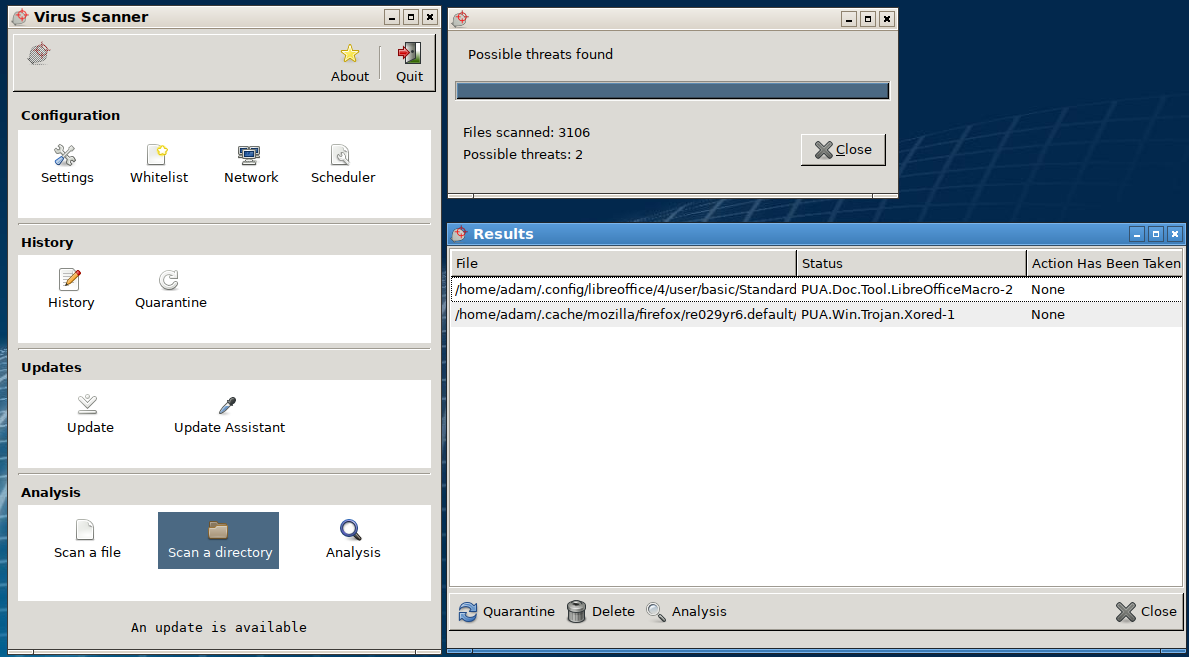 Virus Scanner
About
Quit
Configuration
Settings
Whitelist
Network
Scheduler
History
History
Quarantine
Updates
Update
Update Assistant
Analysis
Scan a file
Scan a directory
Analysis
An update is available
Possible threats found
Files scanned: 3106
Possible threats: 2
Close
Results
File Status Action Has Been Taken
/home/adam/.config/libreoffice/4/user/basic/Standard PUA.Doc.Tool.LibreOfficeMacro-2 None
/home/adam/.cache/mozilla/firefox/re029yr6.default/ PUA.Win.Trojan.Xored-1 None
Quarantine Delete Analysis Close